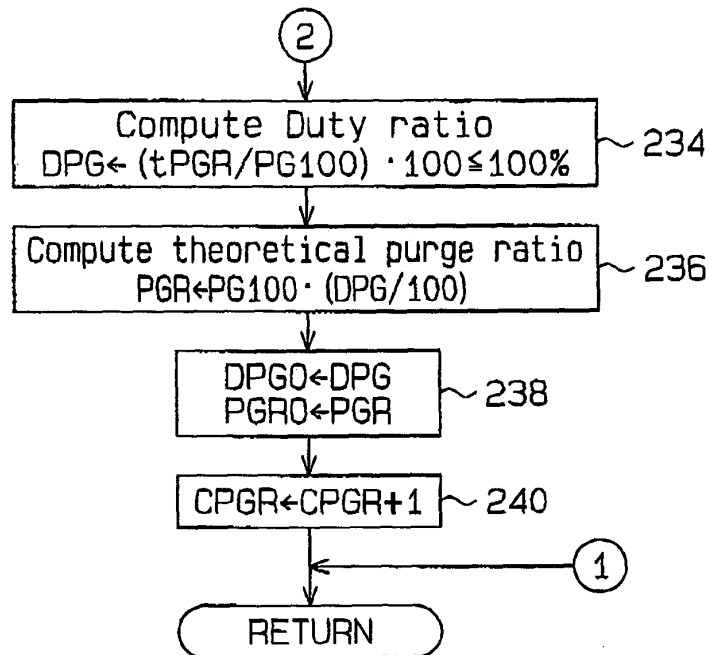 2
Compute Duty ratio
DPG←(tPGR/PG100)·100≦100%
234
Compute theoretical purge ratio
PGR←PG100·(DPG/100)
236
DPG0←DPG
PGR0←PGR
238
CPGR←CPGR+1
240
1
RETURN